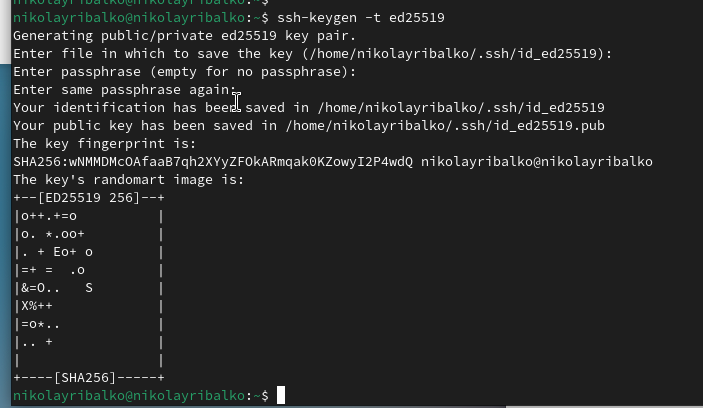 nikolayribalko@nikolayribalko:~$ ssh-keygen -t ed25519
Generating public/private ed25519 key pair.
Enter file in which to save the key (/home/nikolayribalko/.ssh/id_ed25519):
Enter passphrase (empty for no passphrase):
Enter same passphrase again:
Your identification has been saved in /home/nikolayribalko/.ssh/id_ed25519
Your public key has been saved in /home/nikolayribalko/.ssh/id_ed25519.pub
The key fingerprint is:
SHA256:wNMMDMcOAfaaB7qh2XYyZFOkARmqak0KZowyI2P4wdQ nikolayribalko@nikolayribalko
The key's randomart image is:
+--[ED25519 256]--+
|o++.+=o          |
|o. *.oo+         |
|. + Eo+ o        |
|=+ =  .o         |
|&=O..   S        |
|X%++             |
|=o*..            |
|.. +             |
|                 |
+----[SHA256]-----+
nikolayribalko@nikolayribalko:~$